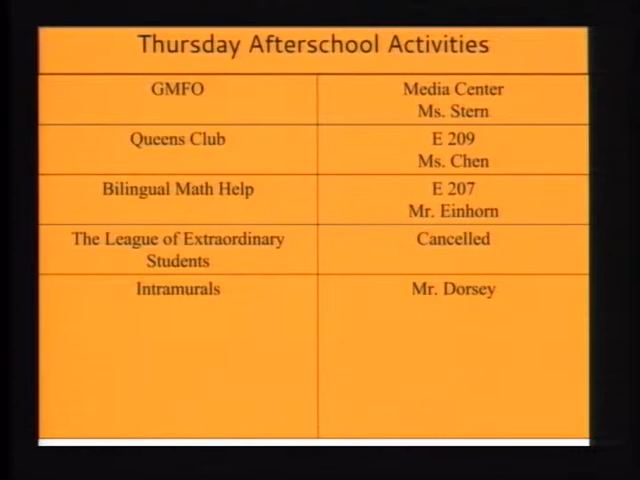 Thursday Afterschool Activities
GMFO
Media Center
Ms. Stern
Queens Club
E 209
Ms. Chen
Bilingual Math Help
E 207
Mr. Einhorn
The League of Extraordinary
Students
Cancelled
Intramurals
Mr. Dorsey